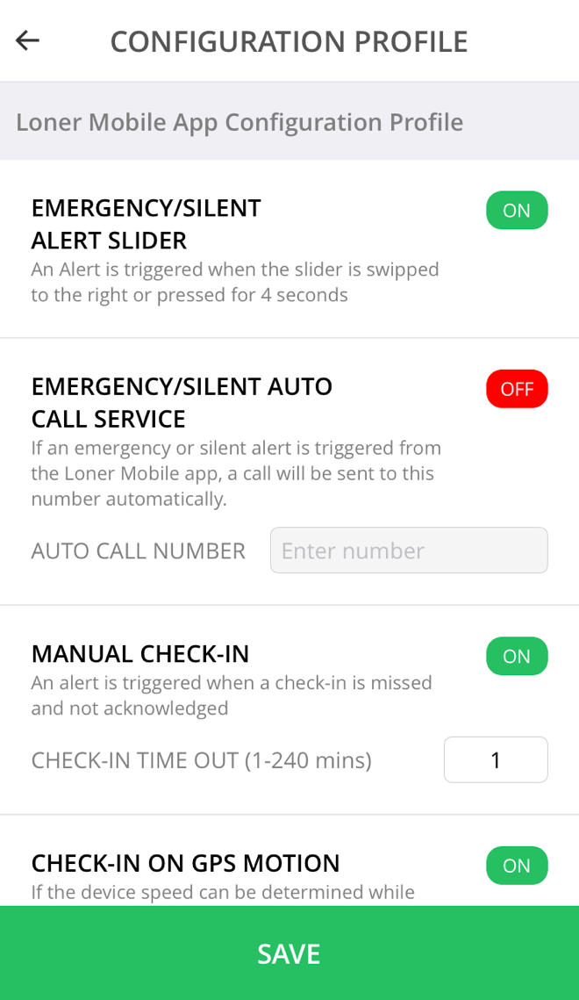 CONFIGURATION PROFILE
Loner Mobile App Configuration Profile
EMERGENCY/SILENT
ALERT SLIDER
ON
An Alert is triggered when the slider is swipped
to the right or pressed for 4 seconds
EMERGENCY/SILENT AUTO
CALL SERVICE
OFF
If an emergency or silent alert is triggered from
the Loner Mobile app, a call will be sent to this
number automatically.
AUTO CALL NUMBER Enter number
MANUAL CHECK-IN
ON
An alert is triggered when a check-in is missed
and not acknowledged
CHECK-IN TIME OUT (1-240 mins) 1
CHECK-IN ON GPS MOTION
ON
If the device speed can be determined while
SAVE